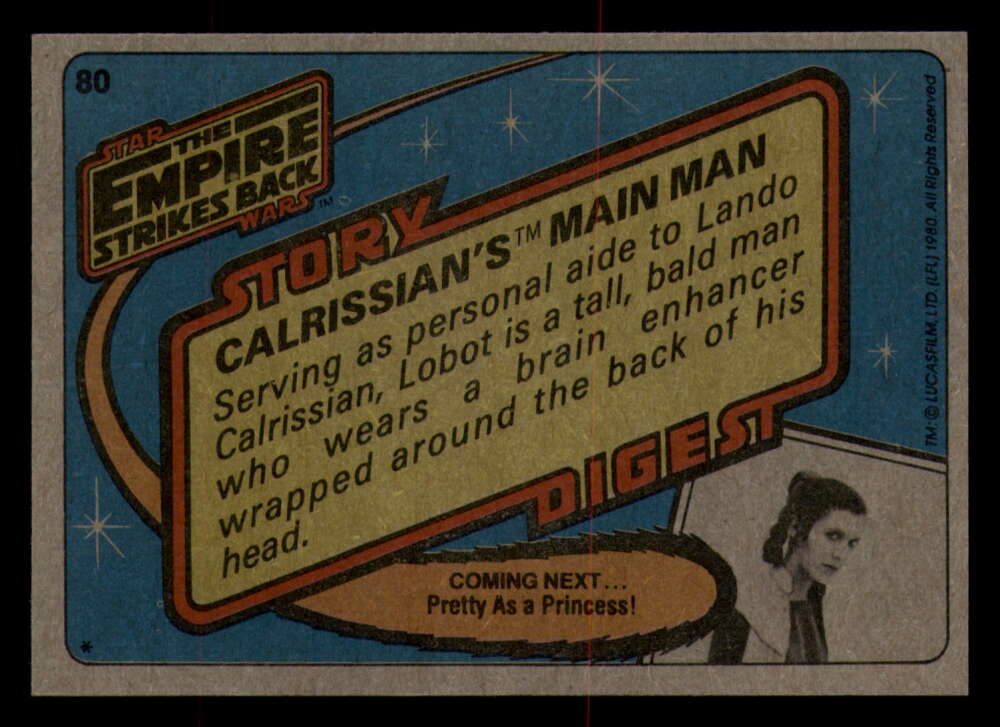 80
STAR
THE
EMPIRE
STRIKES BACK
WARS™
STORY
CALRISSIAN'S™ MAIN MAN
Serving as personal aide to Lando
Calrissian, Lobot is a tall, bald man
who wears a brain enhancer
wrapped around the back of his
head.
DIGEST
COMING NEXT...
Pretty As a Princess!
*
TM: © LUCASFILM, LTD. (LFL) 1980. All Rights Reserved